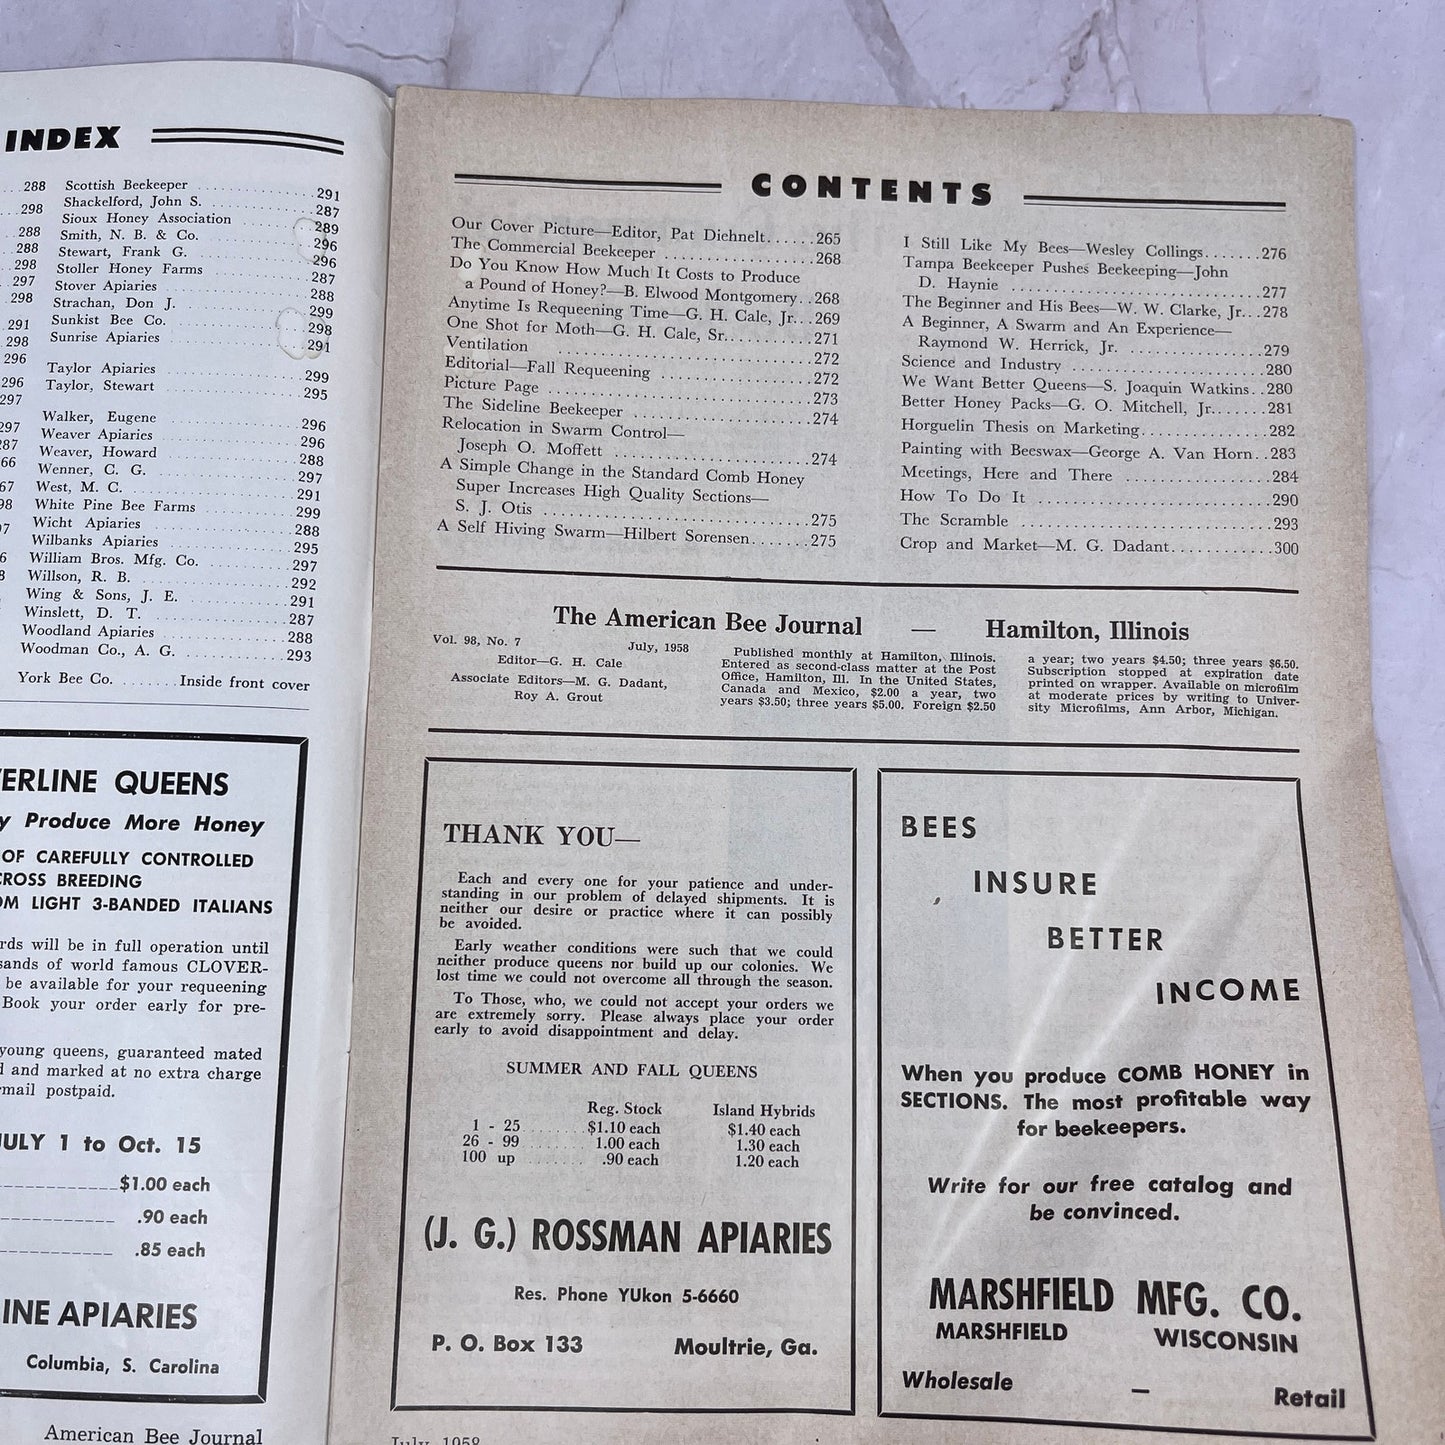 INDEX
288
298
288
288
298
297
298
291
298
296
296
297
297
287
Scottish Beekeeper ..............291
Shackelford, John S. ..............287
Sioux Honey Association ..........289
Smith, N. B. & Co. ..............296
Stewart, Frank G. ..............296
Stoller Honey Farms ..............287
Stover Apiaries ..............288
Strachan, Don J. ..............299
Sunkist Bee Co. ..............298
Sunrise Apiaries ..............291
Taylor Apiaries ..............299
Taylor, Stewart ..............295
Walker, Eugene ..............296
Weaver Apiaries ..............296
Weaver, Howard ..............288
Wenner, C. G. ..............297
West, M. C. ..............291
White Pine Bee Farms ..............299
Wicht Apiaries ..............288
Wilbanks Apiaries ..............295
William Bros. Mfg. Co. ..............297
Willson, R. B. ..............292
Wing & Sons, J. E. ..............291
Winslett, D. T. ..............287
Woodland Apiaries ..............288
Woodman Co., A. G. ..............293
York Bee Co. .......Inside front cover
ERLINE QUEENS
y Produce More Honey
OF CAREFULLY CONTROLLED
CROSS BREEDING
OM LIGHT 3-BANDED ITALIANS
rds will be in full operation until
sands of world famous CLOVER-
be available for your requeening
Book your order early for pre-
young queens, guaranteed mated
d and marked at no extra charge
rmail postpaid.
JULY 1 to Oct. 15
$1.00 each
.90 each
.85 each
INE APIARIES
Columbia, S. Carolina
American Bee Journal
CONTENTS
Our Cover Picture—Editor, Pat Diehnelt......265
The Commercial Beekeeper ..............268
Do You Know How Much It Costs to Produce
a Pound of Honey?—B. Elwood Montgomery..268
Anytime Is Requeening Time—G. H. Cale, Jr...269
One Shot for Moth—G. H. Cale, Sr..........271
Ventilation ..............272
Editorial—Fall Requeening ..............272
Picture Page ..............273
The Sideline Beekeeper ..............274
Relocation in Swarm Control—
Joseph O. Moffett ..............274
A Simple Change in the Standard Comb Honey
Super Increases High Quality Sections—
S. J. Otis ..............275
A Self Hiving Swarm—Hilbert Sorensen........275
I Still Like My Bees—Wesley Collings.......276
Tampa Beekeeper Pushes Beekeeping—John
D. Haynie ..............277
The Beginner and His Bees—W. W. Clarke, Jr...278
A Beginner, A Swarm and An Experience—
Raymond W. Herrick, Jr. ..............279
Science and Industry ..............280
We Want Better Queens—S. Joaquin Watkins..280
Better Honey Packs—G. O. Mitchell, Jr.......281
Horguelin Thesis on Marketing..............282
Painting with Beeswax—George A. Van Horn..283
Meetings, Here and There ..............284
How To Do It ..............290
The Scramble ..............293
Crop and Market—M. G. Dadant............300
The American Bee Journal — Hamilton, Illinois
Vol. 98, No. 7 July, 1958
Editor—G. H. Cale
Associate Editors—M. G. Dadant,
Roy A. Grout
Published monthly at Hamilton, Illinois.
Entered as second-class matter at the Post
Office, Hamilton, Ill. In the United States,
Canada and Mexico, $2.00 a year, two
years $3.50; three years $5.00. Foreign $2.50
a year; two years $4.50; three years $6.50.
Subscription stopped at expiration date
printed on wrapper. Available on microfilm
at moderate prices by writing to Univer-
sity Microfilms, Ann Arbor, Michigan.
THANK YOU—
Each and every one for your patience and under-
standing in our problem of delayed shipments. It is
neither our desire or practice where it can possibly
be avoided.
Early weather conditions were such that we could
neither produce queens nor build up our colonies. We
lost time we could not overcome all through the season.
To Those, who, we could not accept your orders we
are extremely sorry. Please always place your order
early to avoid disappointment and delay.
SUMMER AND FALL QUEENS
Reg. Stock Island Hybrids
1 - 25 ........$1.10 each $1.40 each
26 - 99 ........ 1.00 each 1.30 each
100 up ........ .90 each 1.20 each
(J. G.) ROSSMAN APIARIES
Res. Phone YUkon 5-6660
P. O. Box 133 Moultrie, Ga.
BEES
INSURE
BETTER
INCOME
When you produce COMB HONEY in
SECTIONS. The most profitable way
for beekeepers.
Write for our free catalog and
be convinced.
MARSHFIELD MFG. CO.
MARSHFIELD WISCONSIN
Wholesale — Retail
July, 1958